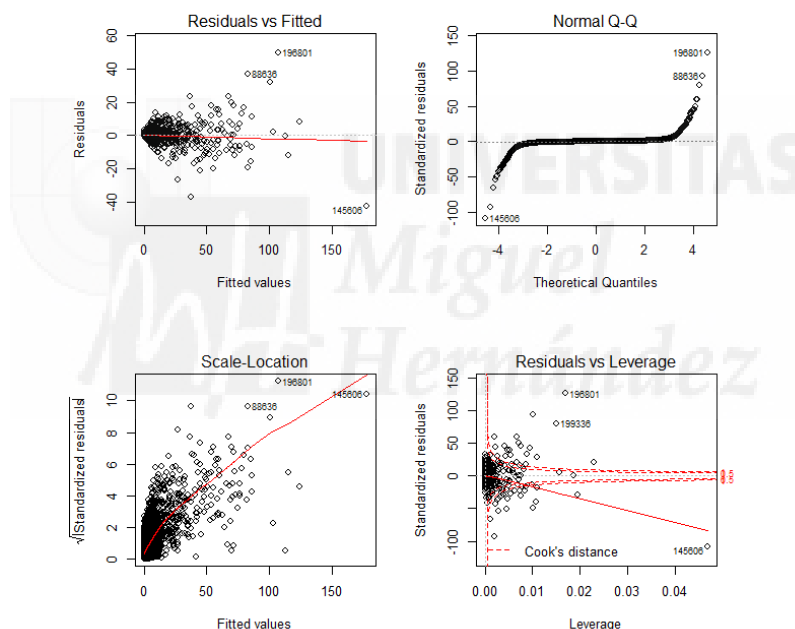 Residuals vs Fitted
Residuals
60
40
20
0
-20
-40
196801
88636
145606
0 50 100 150
Fitted values
Normal Q-Q
Standardized residuals
150
100
50
0
-50
-100
196801
88636
145606
-4 -2 0 2 4
Theoretical Quantiles
UNIVERSITAS
Miguel
Hernández
Scale-Location
√|Standardized residuals|
10
8
6
4
2
0
196801
88636
145606
0 50 100 150
Fitted values
Residuals vs Leverage
Standardized residuals
150
100
50
0
-100
196801
199336
145606
Cook's distance
0.00 0.01 0.02 0.03 0.04
Leverage